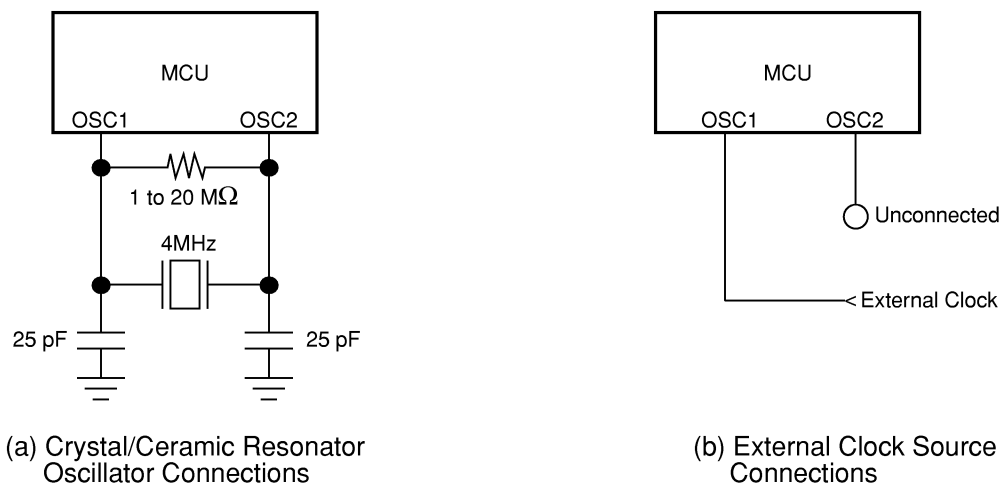 MCU
OSC1 OSC2
1 to 20 MΩ
4MHz
25 pF 25 pF
(a) Crystal/Ceramic Resonator
Oscillator Connections
MCU
OSC1 OSC2
Unconnected
< External Clock
(b) External Clock Source
Connections